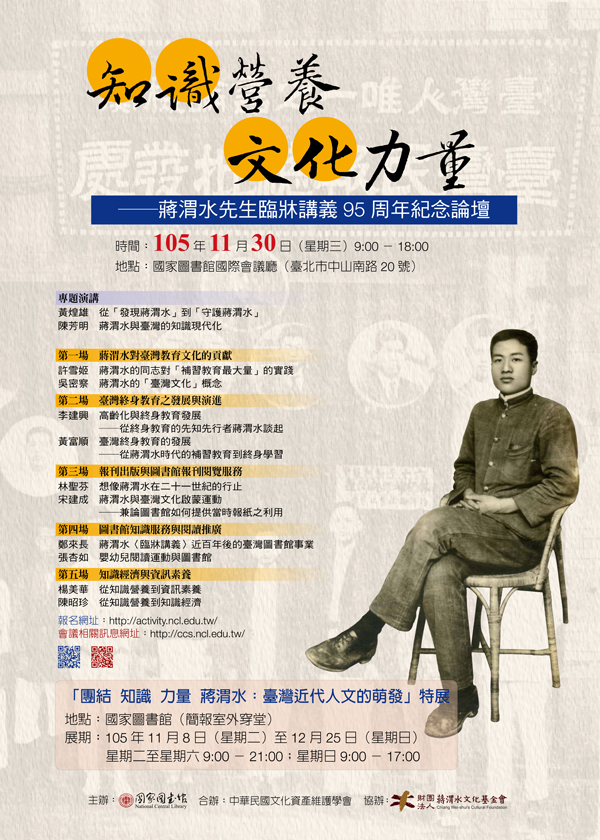 知識營養
文化力量
──蔣渭水先生臨牀講義 95 周年紀念論壇
時間：105 年 11 月 30 日（星期三）9:00 － 18:00
地點：國家圖書館國際會議廳（臺北市中山南路 20 號）
專題演講
黃煌雄　從「發現蔣渭水」到「守護蔣渭水」
陳芳明　蔣渭水與臺灣的知識現代化
第一場　蔣渭水對臺灣教育文化的貢獻
許雪姬　蔣渭水的同志對「補習教育最大量」的實踐
吳密察　蔣渭水的「臺灣文化」概念
第二場　臺灣終身教育之發展與演進
李建興　高齡化與終身教育發展
──從終身教育的先知先行者蔣渭水談起
黃富順　臺灣終身教育的發展
──從蔣渭水時代的補習教育到終身學習
第三場　報刊出版與圖書館報刊閱覽服務
林聖芬　想像蔣渭水在二十一世紀的行止
宋建成　蔣渭水與臺灣文化啟蒙運動
──兼論圖書館如何提供當時報紙之利用
第四場　圖書館知識服務與閱讀推廣
鄭來長　蔣渭水〈臨牀講義〉近百年後的臺灣圖書館事業
張杏如　嬰幼兒閱讀運動與圖書館
第五場　知識經濟與資訊素養
楊美華　從知識營養到資訊素養
陳昭珍　從知識營養到知識經濟
報名網址：http://activity.ncl.edu.tw/
會議相關訊息網址：http://ccs.ncl.edu.tw/
「團結 知識 力量 蔣渭水：臺灣近代人文的萌發」特展
地點：國家圖書館（簡報室外穿堂）
展期：105 年 11 月 8 日（星期二）至 12 月 25 日（星期日）
星期二至星期六 9:00 － 21:00；星期日 9:00 － 17:00
主辦：國家圖書館 National Central Library　合辦：中華民國文化資產維護學會　協辦：財團法人 蔣渭水文化基金會 Chiang Wei-shui's Cultural Foundation